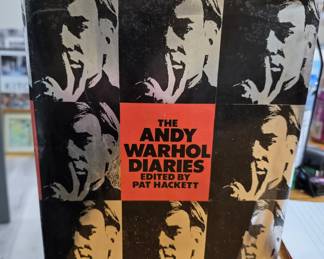 THE
ANDY
WARHOL
DIARIES
EDITED BY
PAT HACKETT